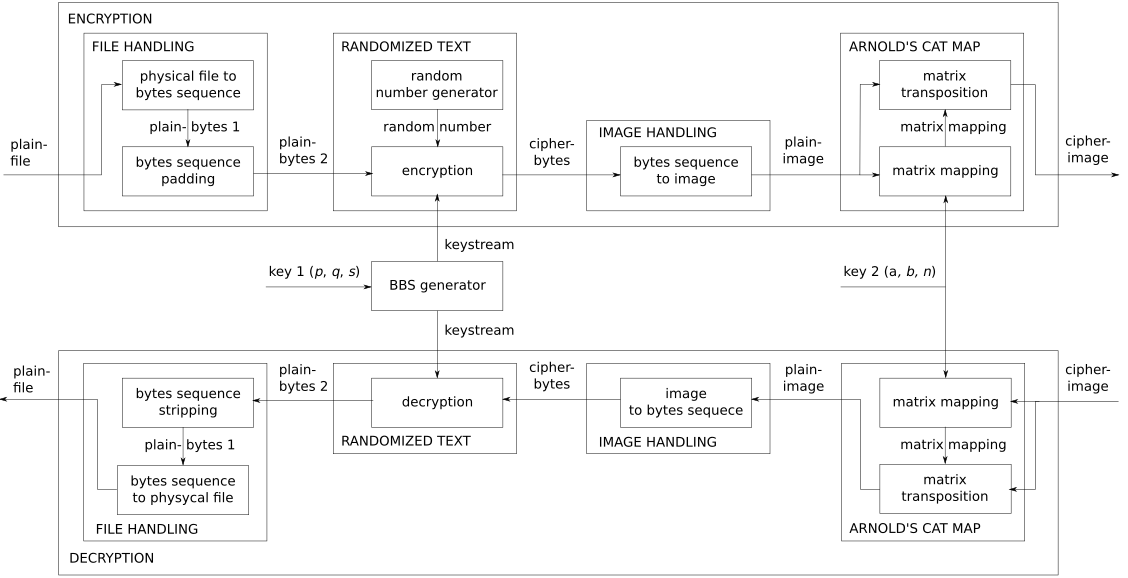 ENCRYPTION
FILE HANDLING
physical file to
bytes sequence
plain- bytes 1
bytes sequence
padding
plain-
file
plain-
bytes 2
RANDOMIZED TEXT
random
number generator
random number
encryption
cipher-
bytes
IMAGE HANDLING
bytes sequence
to image
plain-
image
ARNOLD'S CAT MAP
matrix
transposition
matrix mapping
matrix mapping
cipher-
image
keystream
key 1 (p, q, s)
BBS generator
keystream
key 2 (a, b, n)
plain-
file
bytes sequence
stripping
plain- bytes 1
bytes sequence
to physycal file
FILE HANDLING
plain-
bytes 2
decryption
RANDOMIZED TEXT
cipher-
bytes
image
to bytes sequece
IMAGE HANDLING
plain-
image
matrix mapping
matrix mapping
matrix
transposition
ARNOLD'S CAT MAP
cipher-
image
DECRYPTION